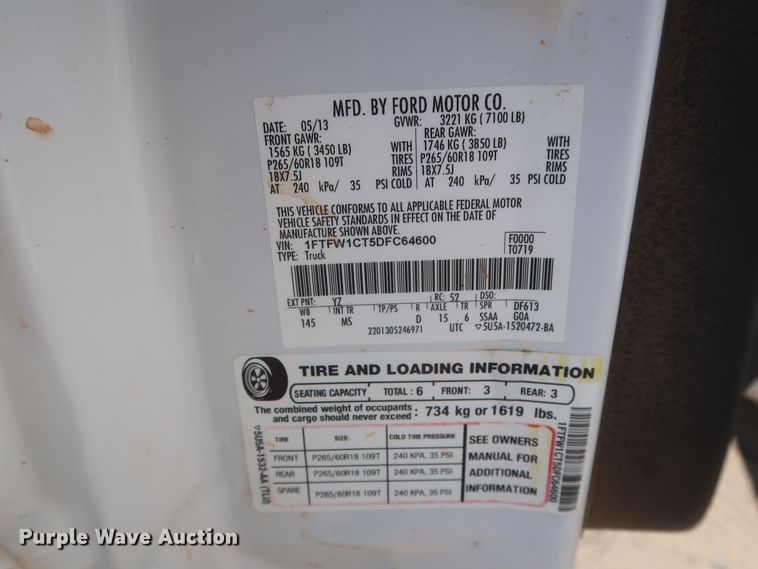 MFD. BY FORD MOTOR CO.
DATE: 05/13 GVWR: 3221 KG ( 7100 LB)
FRONT GAWR: REAR GAWR:
1565 KG ( 3450 LB) WITH 1746 KG ( 3850 LB) WITH
P265/60R18 109T TIRES P265/60R18 109T TIRES
18X7.5J RIMS 18X7.5J RIMS
AT 240 kPa/ 35 PSI COLD AT 240 kPa/ 35 PSI COLD
THIS VEHICLE CONFORMS TO ALL APPLICABLE FEDERAL MOTOR
VEHICLE SAFETY STANDARDS IN EFFECT ON THE DATE OF
MANUFACTURE SHOWN ABOVE.
VIN: 1FTFW1CT5DFC64600 F0000
TYPE: Truck T0719
EXT PNT: YZ RC: 52 DSO:
WB INT TR TP/PS R AXLE TR SPR DF613
145 MS D 15 6 SSAA GOA
2201305246971 UTC ▽5U5A-1520472-BA
TIRE AND LOADING INFORMATION
SEATING CAPACITY TOTAL : 6 FRONT: 3 REAR: 3
The combined weight of occupants
and cargo should never exceed : 734 kg or 1619 lbs.
TIRE SIZE COLD TIRE PRESSURE SEE OWNERS
FRONT P265/60R18 109T 240 KPA, 35 PSI MANUAL FOR
REAR P265/60R18 109T 240 KPA, 35 PSI ADDITIONAL
SPARE P265/60R18 109T 240 KPA, 35 PSI INFORMATION
▽5U5A-1532-AA (TLU)
1FTFW1CT5DFC64600
Purple Wave Auction